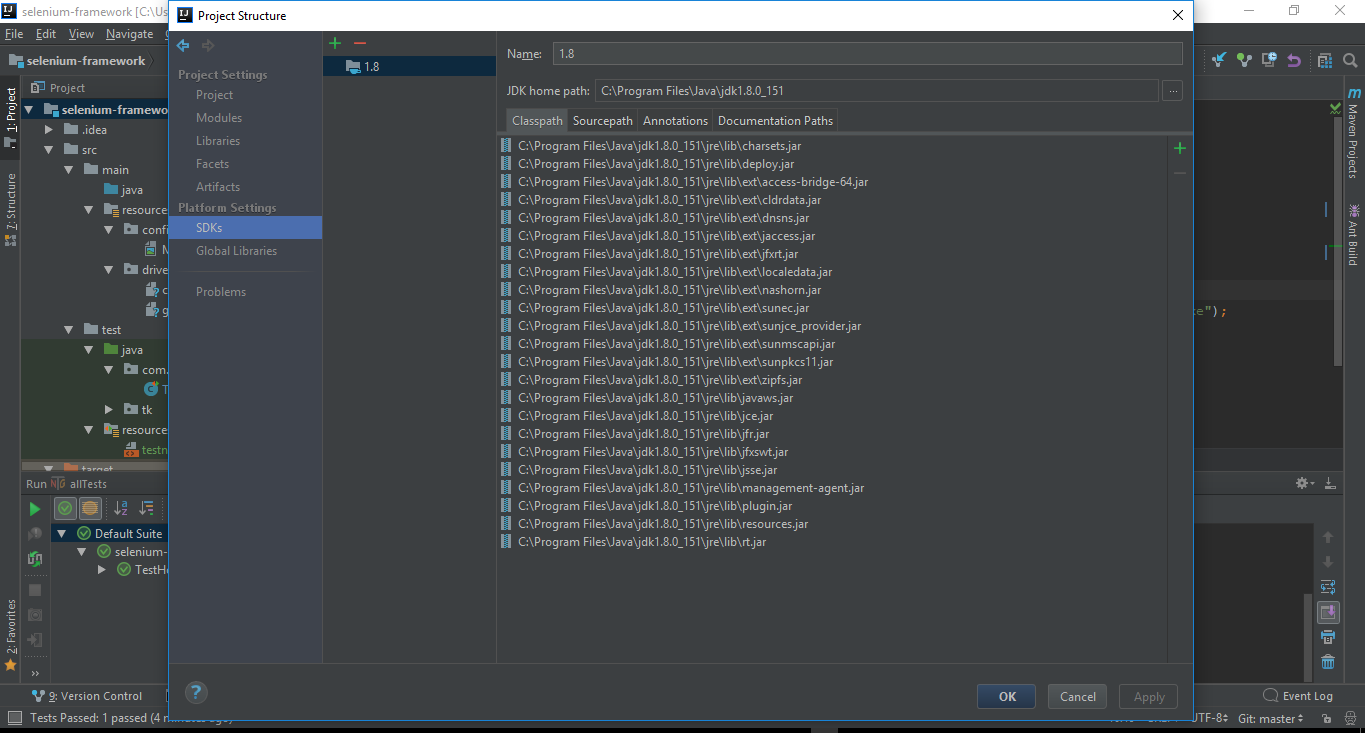 selenium-framework [C:\Us
Project Structure
File Edit View Navigate
selenium-framework
Project
1: Project
7: Structure
2: Favorites
selenium-framewo
.idea
src
main
java
resource
confi
drive
test
java
com.
tk
resource
testn
target
Project Settings
Project
Modules
Libraries
Facets
Artifacts
Platform Settings
SDKs
Global Libraries
Problems
1.8
Name: 1.8
JDK home path: C:\Program Files\Java\jdk1.8.0_151
...
Classpath Sourcepath Annotations Documentation Paths
C:\Program Files\Java\jdk1.8.0_151\jre\lib\charsets.jar
C:\Program Files\Java\jdk1.8.0_151\jre\lib\deploy.jar
C:\Program Files\Java\jdk1.8.0_151\jre\lib\ext\access-bridge-64.jar
C:\Program Files\Java\jdk1.8.0_151\jre\lib\ext\cldrdata.jar
C:\Program Files\Java\jdk1.8.0_151\jre\lib\ext\dnsns.jar
C:\Program Files\Java\jdk1.8.0_151\jre\lib\ext\jaccess.jar
C:\Program Files\Java\jdk1.8.0_151\jre\lib\ext\jfxrt.jar
C:\Program Files\Java\jdk1.8.0_151\jre\lib\ext\localedata.jar
C:\Program Files\Java\jdk1.8.0_151\jre\lib\ext\nashorn.jar
C:\Program Files\Java\jdk1.8.0_151\jre\lib\ext\sunec.jar
C:\Program Files\Java\jdk1.8.0_151\jre\lib\ext\sunjce_provider.jar
C:\Program Files\Java\jdk1.8.0_151\jre\lib\ext\sunmscapi.jar
C:\Program Files\Java\jdk1.8.0_151\jre\lib\ext\sunpkcs11.jar
C:\Program Files\Java\jdk1.8.0_151\jre\lib\ext\zipfs.jar
C:\Program Files\Java\jdk1.8.0_151\jre\lib\javaws.jar
C:\Program Files\Java\jdk1.8.0_151\jre\lib\jce.jar
C:\Program Files\Java\jdk1.8.0_151\jre\lib\jfr.jar
C:\Program Files\Java\jdk1.8.0_151\jre\lib\jfxswt.jar
C:\Program Files\Java\jdk1.8.0_151\jre\lib\jsse.jar
C:\Program Files\Java\jdk1.8.0_151\jre\lib\management-agent.jar
C:\Program Files\Java\jdk1.8.0_151\jre\lib\plugin.jar
C:\Program Files\Java\jdk1.8.0_151\jre\lib\resources.jar
C:\Program Files\Java\jdk1.8.0_151\jre\lib\rt.jar
OK Cancel Apply
Maven Projects
Ant Build
e");
Run allTests
Default Suite
selenium-
TestHo
9: Version Control
Event Log
Tests Passed: 1 passed (4 minutes ago)
UTF-8 Git: master